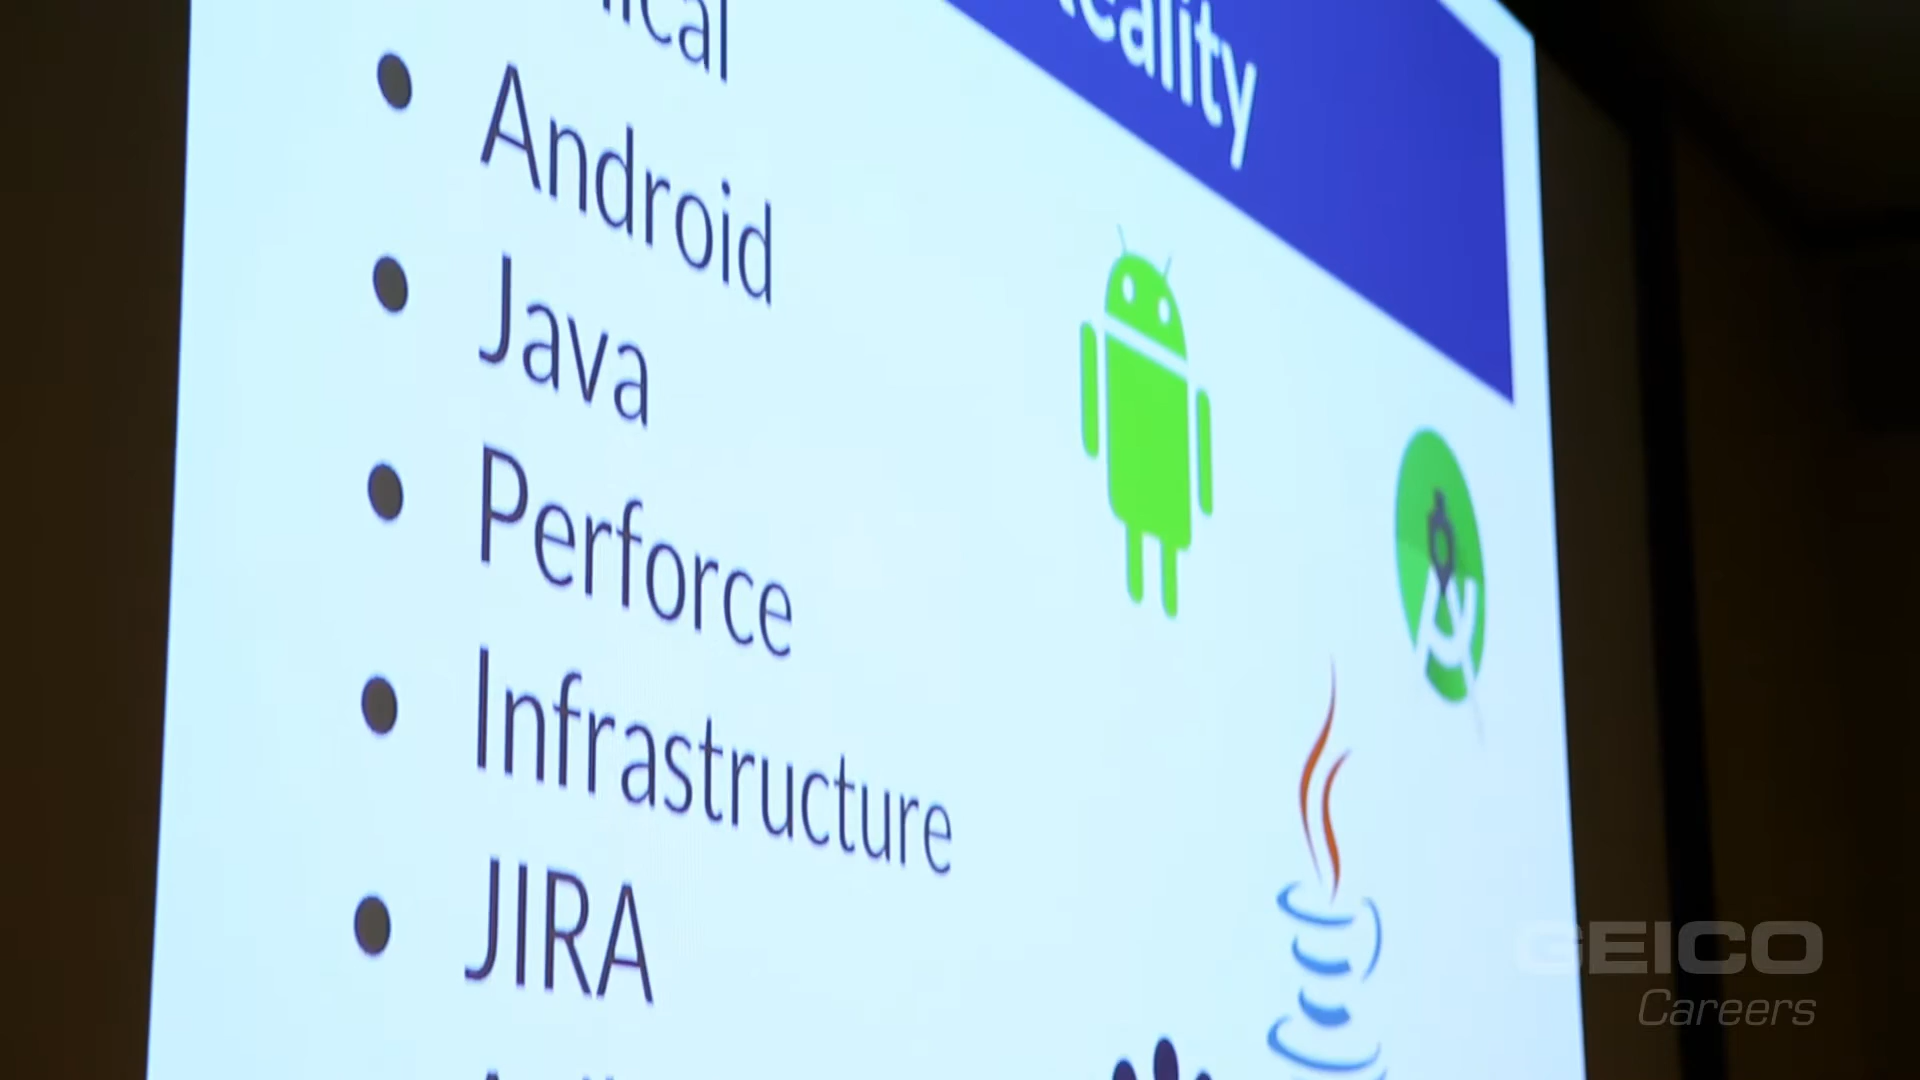 Android
Java
Perforce
Infrastructure
JIRA
GEICO
Careers